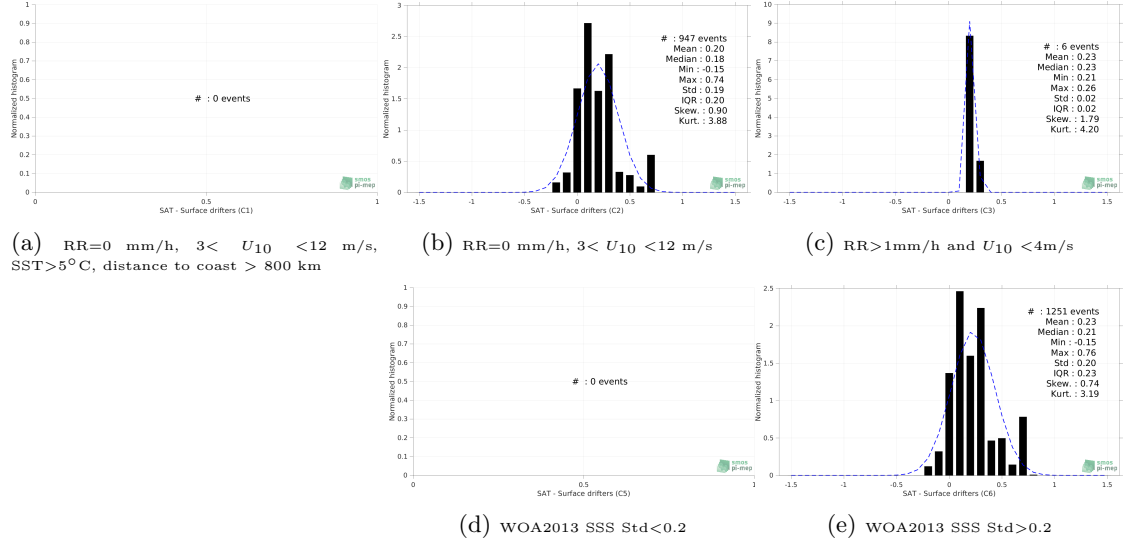 1
0.9
0.8
0.7
0.6
0.5
0.4
0.3
0.2
0.1
0
Normalized histogram
# : 0 events
smos
pi-mep
0 0.5 1
SAT - Surface drifters (C1)
(a) RR=0 mm/h, 3< U10 <12 m/s,
SST>5°C, distance to coast > 800 km
3
2.5
2
1.5
1
0.5
0
Normalized histogram
# : 947 events
Mean : 0.20
Median : 0.18
Min : -0.15
Max : 0.74
Std : 0.19
IQR : 0.20
Skew. : 0.90
Kurt. : 3.88
smos
pi-mep
-1.5 -1 -0.5 0 0.5 1 1.5
SAT - Surface drifters (C2)
(b) RR=0 mm/h, 3< U10 <12 m/s
10
9
8
7
6
5
4
3
2
1
0
Normalized histogram
# : 6 events
Mean : 0.23
Median : 0.23
Min : 0.21
Max : 0.26
Std : 0.02
IQR : 0.02
Skew. : 1.79
Kurt. : 4.20
smos
pi-mep
-1.5 -1 -0.5 0 0.5 1 1.5
SAT - Surface drifters (C3)
(c) RR>1mm/h and U10 <4m/s
1
0.9
0.8
0.7
0.6
0.5
0.4
0.3
0.2
0.1
0
Normalized histogram
# : 0 events
smos
pi-mep
0 0.5 1
SAT - Surface drifters (C5)
(d) WOA2013 SSS Std<0.2
2.5
2
1.5
1
0.5
0
Normalized histogram
# : 1251 events
Mean : 0.23
Median : 0.21
Min : -0.15
Max : 0.76
Std : 0.20
IQR : 0.23
Skew. : 0.74
Kurt. : 3.19
smos
pi-mep
-1.5 -1 -0.5 0 0.5 1 1.5
SAT - Surface drifters (C6)
(e) WOA2013 SSS Std>0.2